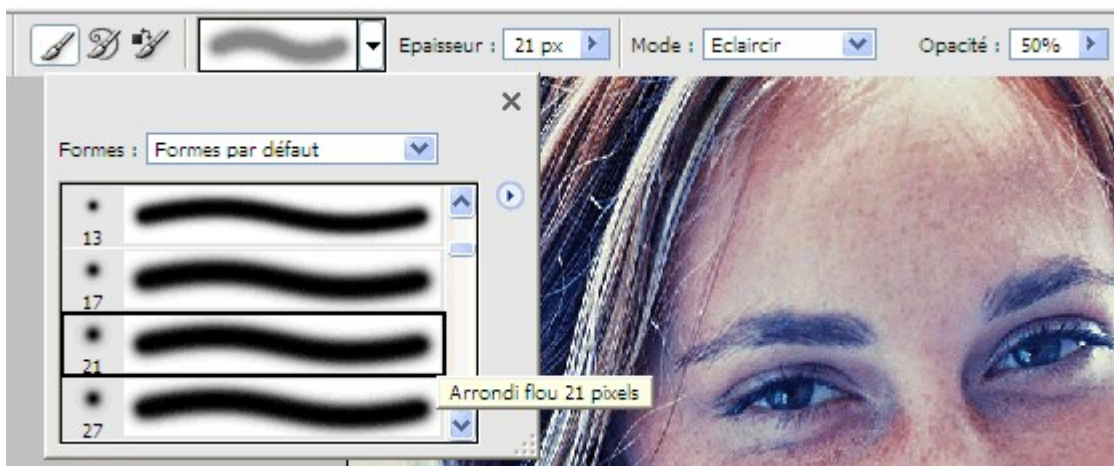 Epaisseur : 21 px Mode : Eclaircir Opacité : 50%
Formes : Formes par défaut
13
17
21
Arrondi flou 21 pixels
27